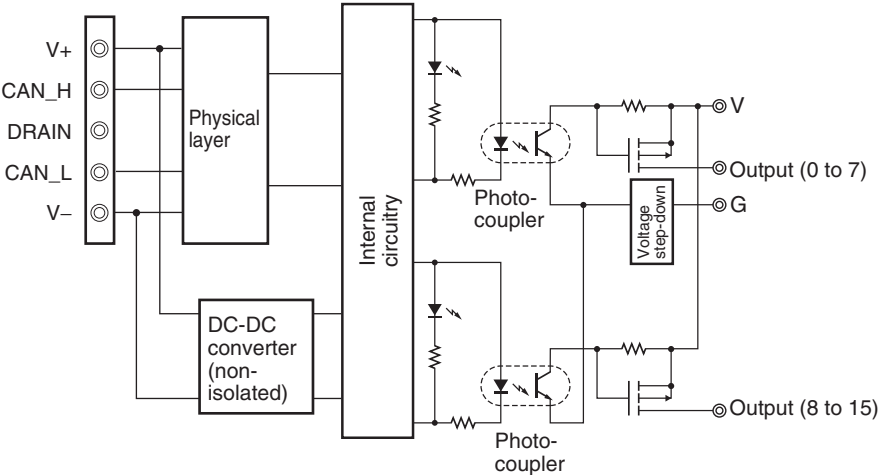 V+
CAN_H
DRAIN
CAN_L
V–
Physical
layer
DC-DC
converter
(non-
isolated)
Internal
circuitry
Photo-
coupler
V
Output (0 to 7)
G
Voltage
step-down
Photo-
coupler
Output (8 to 15)